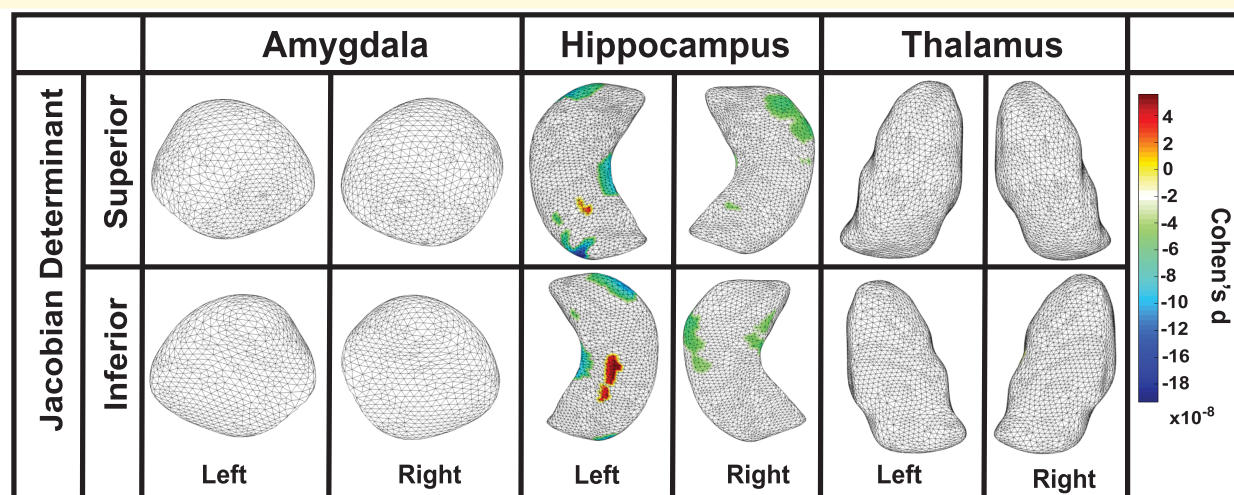 Amygdala Hippocampus Thalamus
Jacobian Determinant
Superior
Inferior
Left Right Left Right Left Right
4
2
0
-2
-4
-6
-8
-10
-12
-16
-18
x10-8
Cohen's d